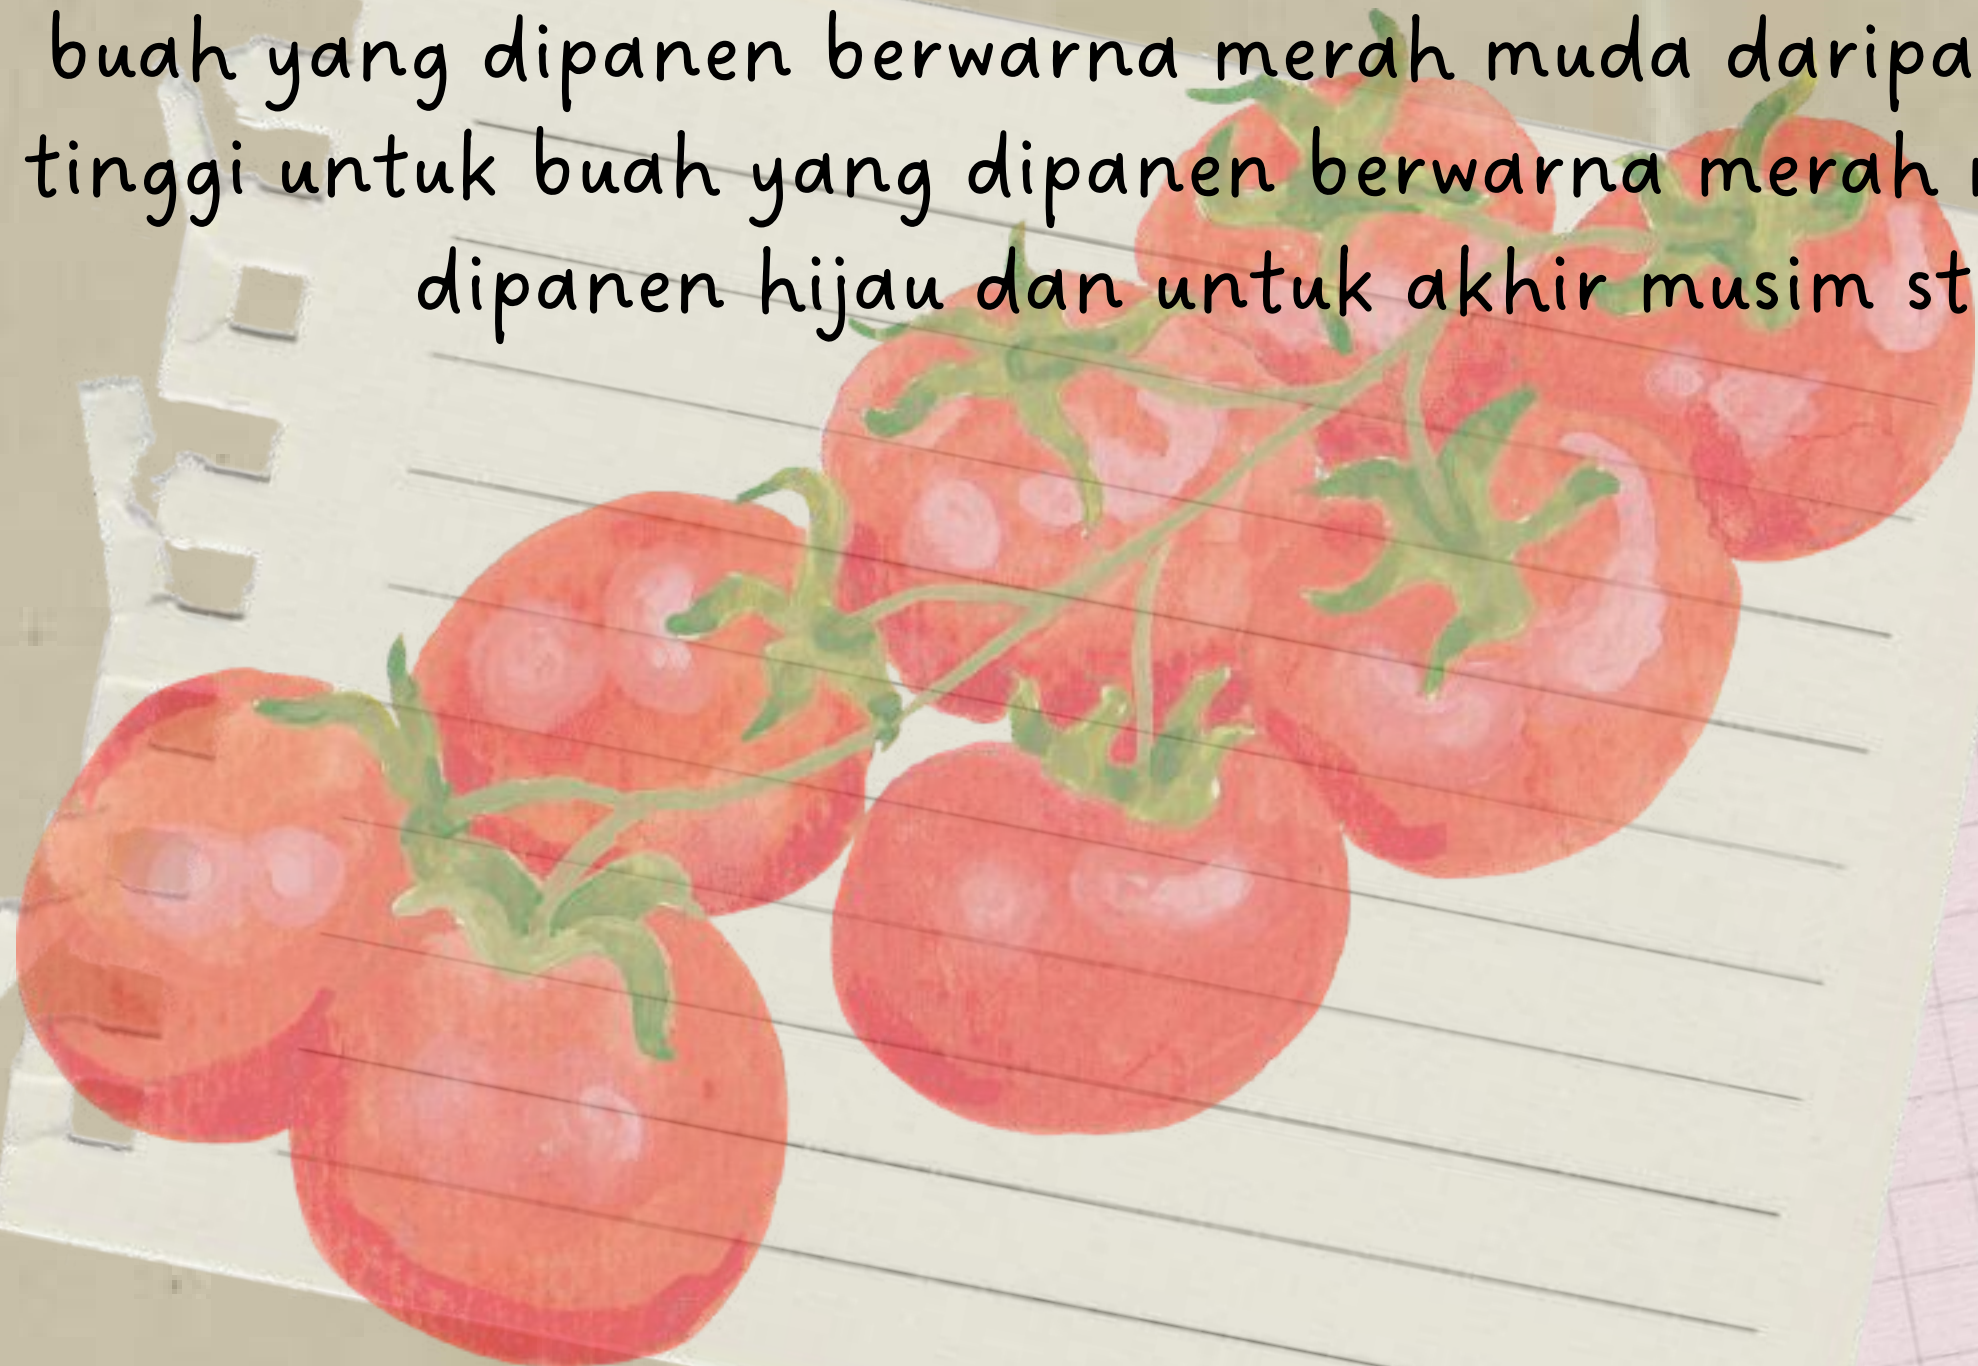 buah yang dipanen berwarna merah muda daripa
tinggi untuk buah yang dipanen berwarna merah
dipanen hijau dan untuk akhir musim st